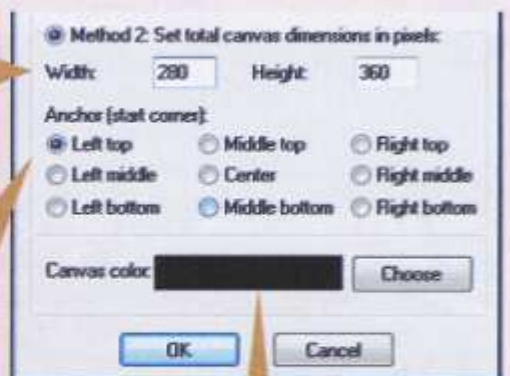 Method 2: Set total canvas dimensions in pixels:
Width: 280 Height: 360
Anchor (start corner):
Left top Middle top Right top
Left middle Center Right middle
Left bottom Middle bottom Right bottom
Canvas color: Choose
OK Cancel